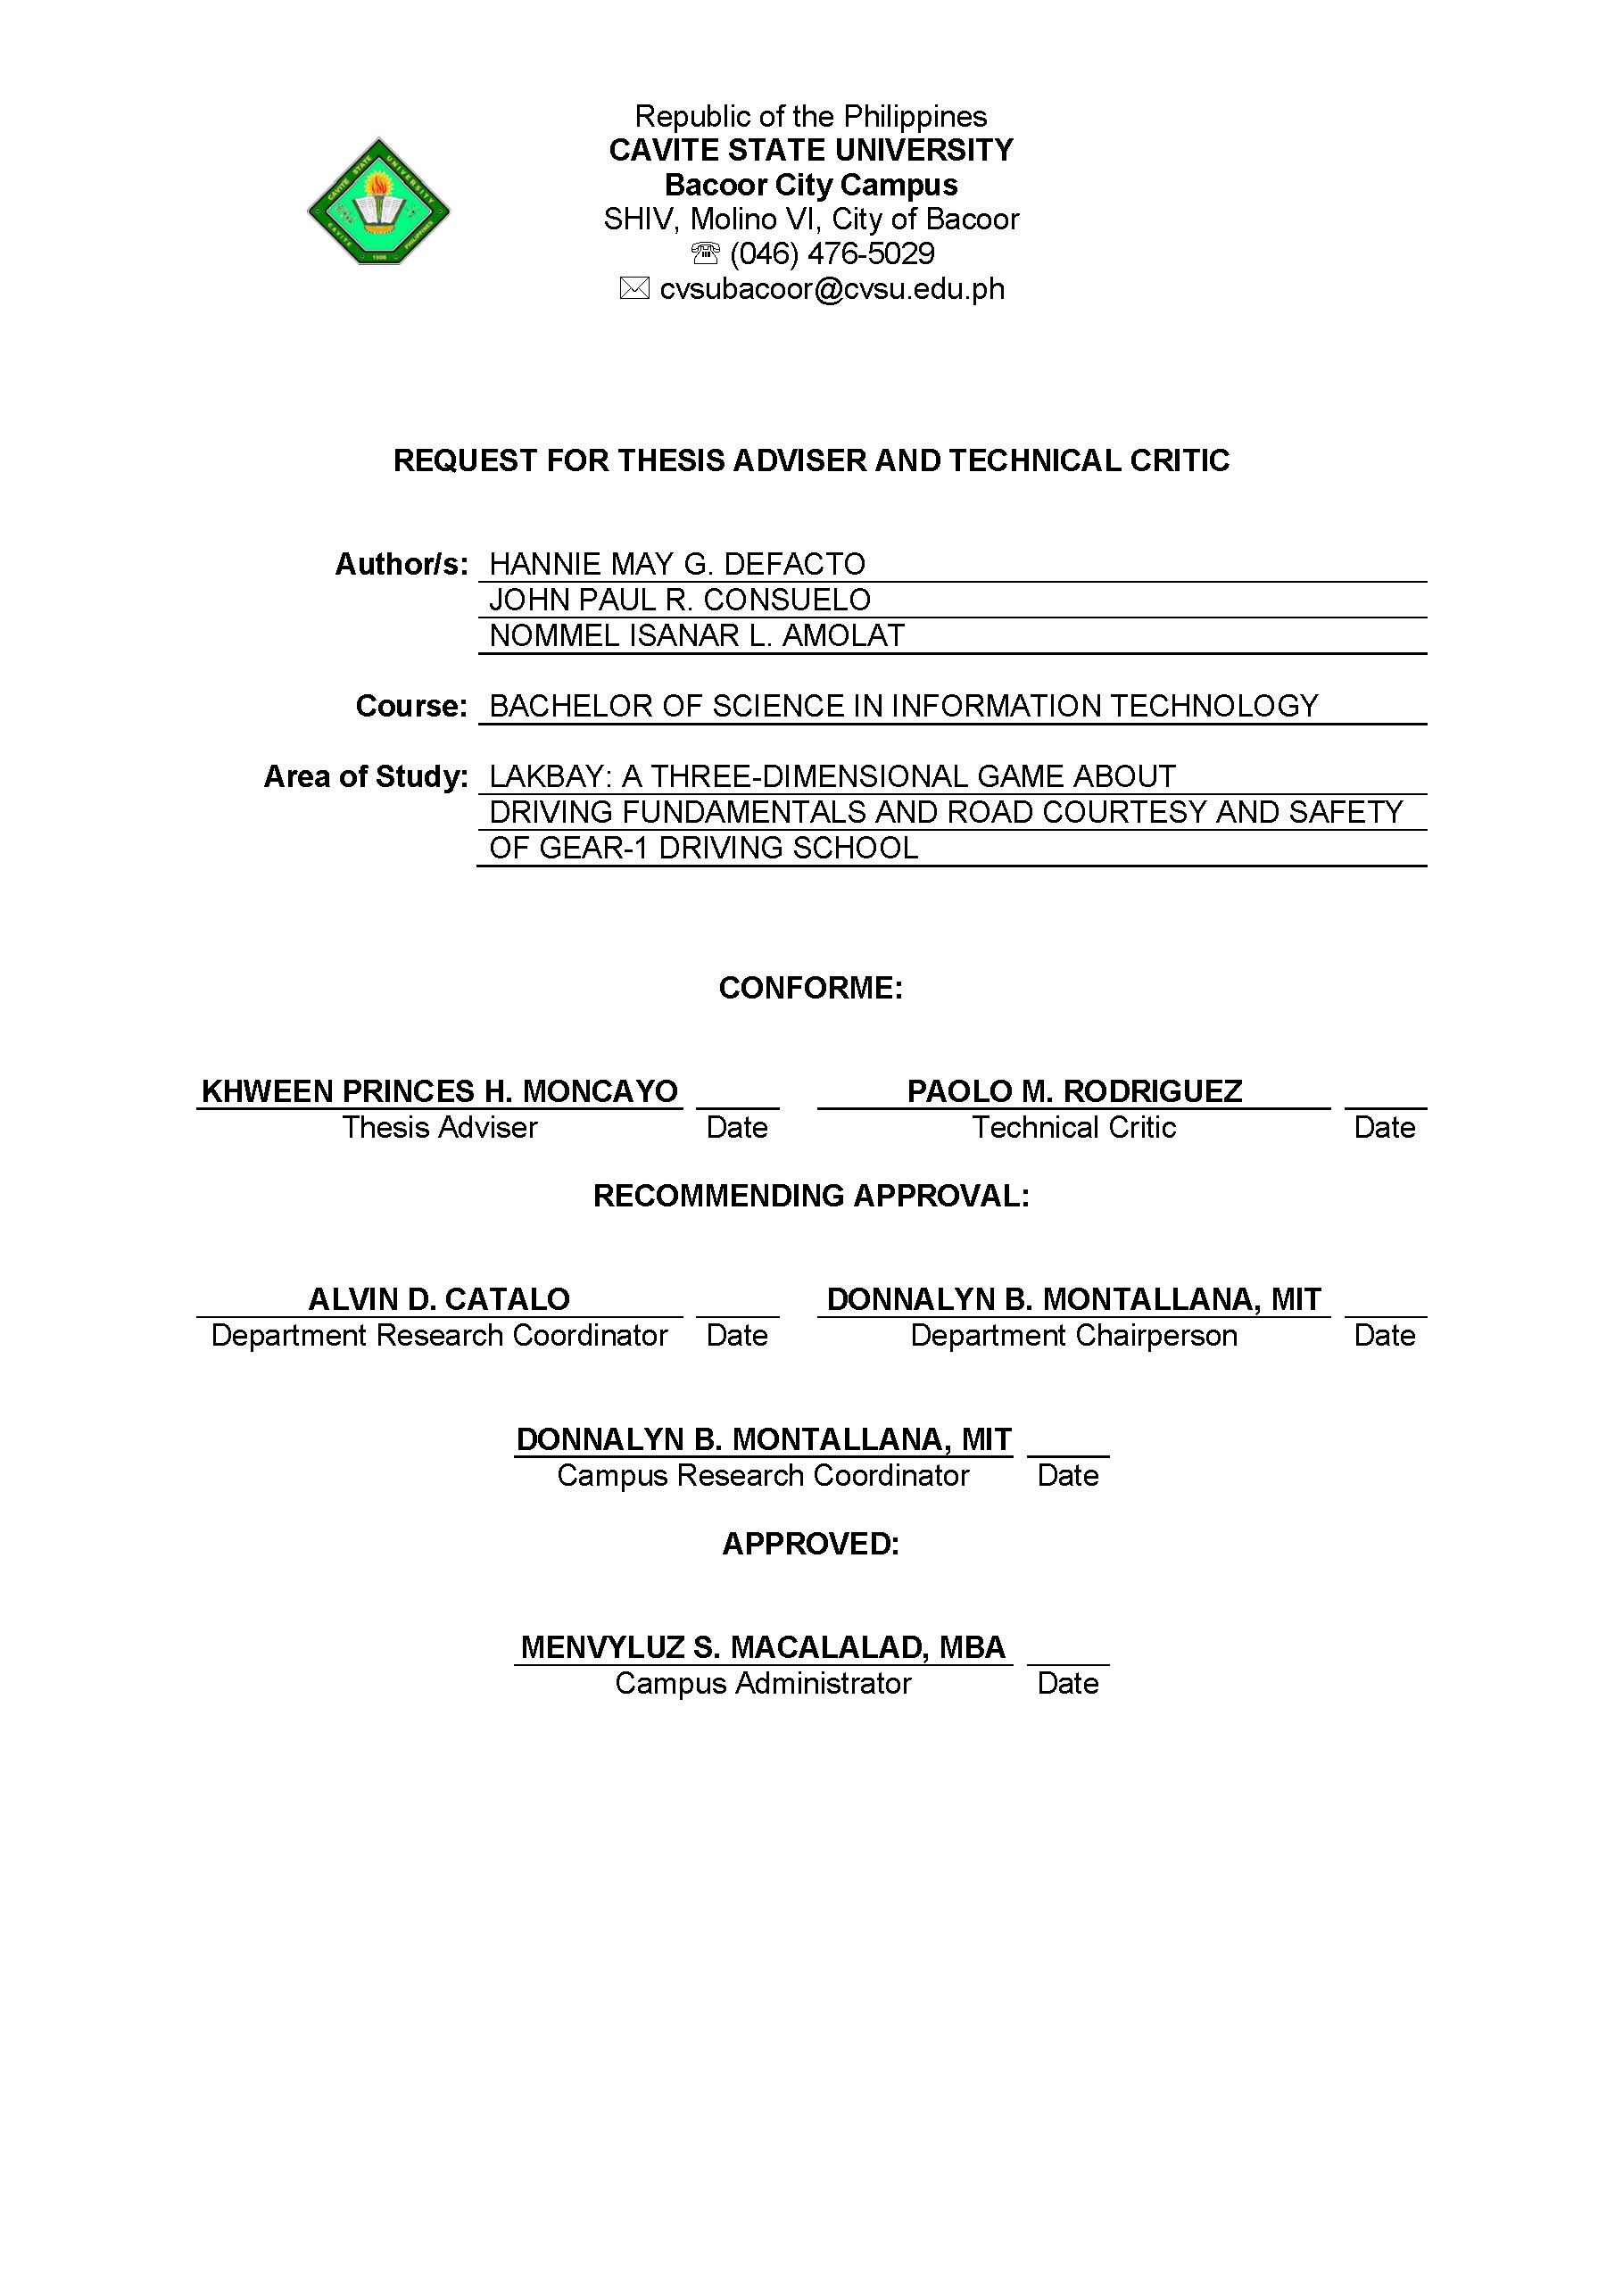 Republic of the Philippines
CAVITE STATE UNIVERSITY
Bacoor City Campus
SHIV, Molino VI, City of Bacoor
(046) 476-5029
cvsubacoor@cvsu.edu.ph
CAVITE STATE UNIVERSITY
CAVITE 1906 PHILIPPINES
REQUEST FOR THESIS ADVISER AND TECHNICAL CRITIC
Author/s: HANNIE MAY G. DEFACTO
JOHN PAUL R. CONSUELO
NOMMEL ISANAR L. AMOLAT
Course: BACHELOR OF SCIENCE IN INFORMATION TECHNOLOGY
Area of Study: LAKBAY: A THREE-DIMENSIONAL GAME ABOUT
DRIVING FUNDAMENTALS AND ROAD COURTESY AND SAFETY
OF GEAR-1 DRIVING SCHOOL
CONFORME:
KHWEEN PRINCES H. MONCAYO PAOLO M. RODRIGUEZ
Thesis Adviser Date Technical Critic Date
RECOMMENDING APPROVAL:
ALVIN D. CATALO DONNALYN B. MONTALLANA, MIT
Department Research Coordinator Date Department Chairperson Date
DONNALYN B. MONTALLANA, MIT
Campus Research Coordinator Date
APPROVED:
MENVYLUZ S. MACALALAD, MBA
Campus Administrator Date